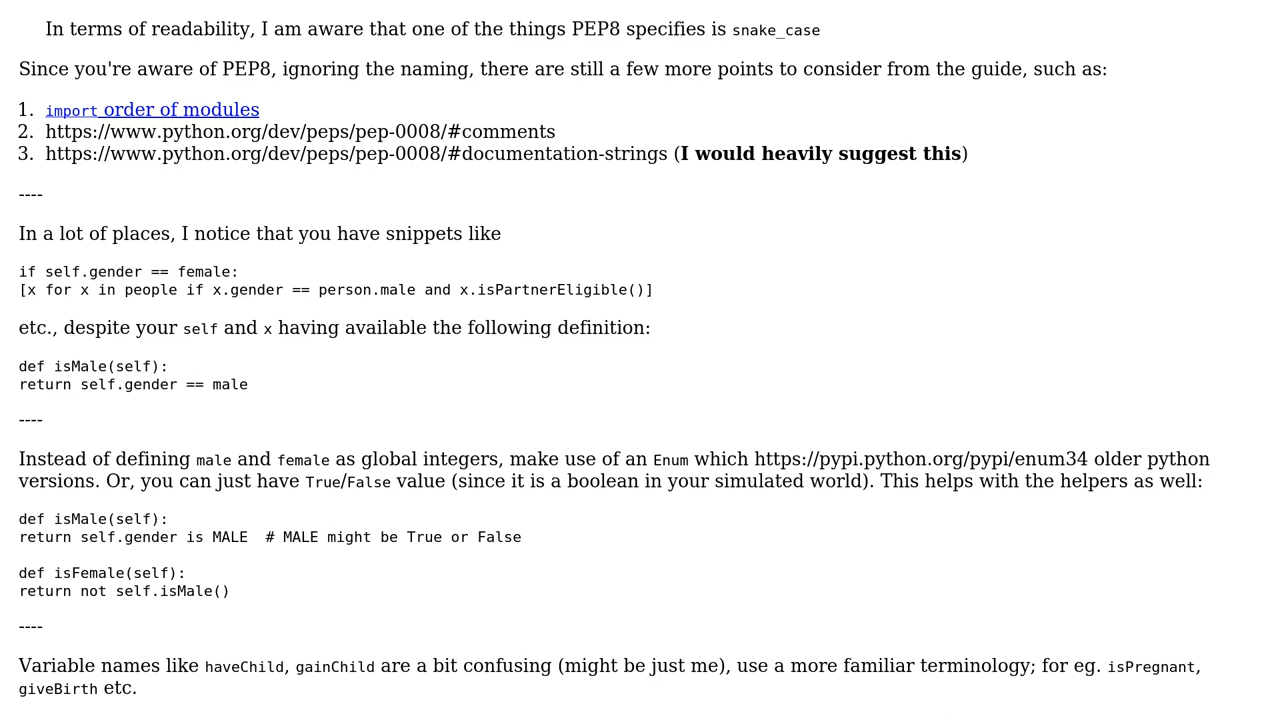 In terms of readability, I am aware that one of the things PEP8 specifies is snake_case
Since you're aware of PEP8, ignoring the naming, there are still a few more points to consider from the guide, such as:
1. import order of modules
2. https://www.python.org/dev/peps/pep-0008/#comments
3. https://www.python.org/dev/peps/pep-0008/#documentation-strings (I would heavily suggest this)
----
In a lot of places, I notice that you have snippets like
if self.gender == female:
[x for x in people if x.gender == person.male and x.isPartnerEligible()]
etc., despite your self and x having available the following definition:
def isMale(self):
return self.gender == male
----
Instead of defining male and female as global integers, make use of an Enum which https://pypi.python.org/pypi/enum34 older python
versions. Or, you can just have True/False value (since it is a boolean in your simulated world). This helps with the helpers as well:
def isMale(self):
return self.gender is MALE  # MALE might be True or False
def isFemale(self):
return not self.isMale()
----
Variable names like haveChild, gainChild are a bit confusing (might be just me), use a more familiar terminology; for eg. isPregnant,
giveBirth etc.